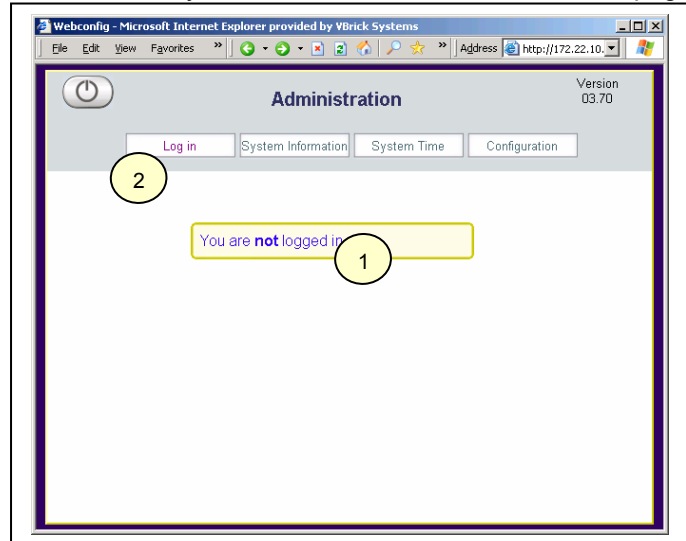 Webconfig - Microsoft Internet Explorer provided by VBrick Systems
File Edit View Favorites » » Address http://172.22.10.
Administration
Version
03.70
Log in System Information System Time Configuration
2
You are not logged in
1